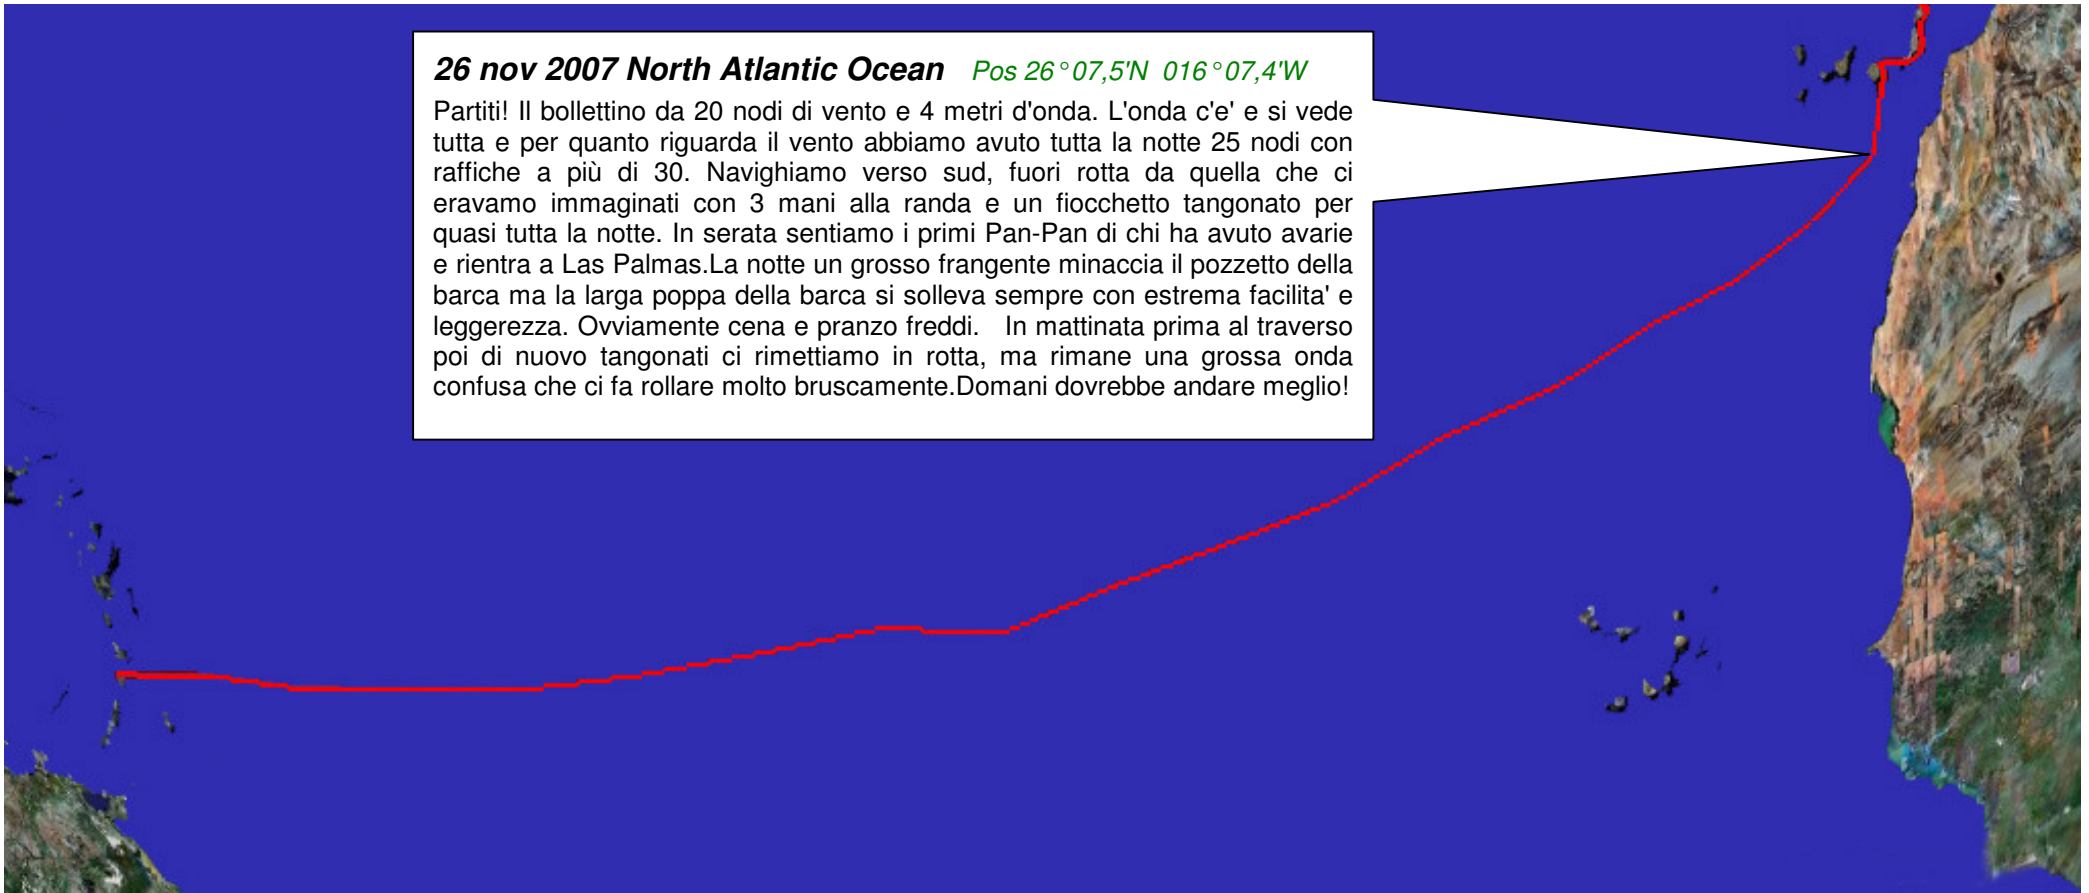 26 nov 2007 North Atlantic Ocean Pos 26°07,5'N 016°07,4'W
Partiti! Il bollettino da 20 nodi di vento e 4 metri d'onda. L'onda c'e' e si vede
tutta e per quanto riguarda il vento abbiamo avuto tutta la notte 25 nodi con
raffiche a più di 30. Navighiamo verso sud, fuori rotta da quella che ci
eravamo immaginati con 3 mani alla randa e un fiocchetto tangonato per
quasi tutta la notte. In serata sentiamo i primi Pan-Pan di chi ha avuto avarie
e rientra a Las Palmas.La notte un grosso frangente minaccia il pozzetto della
barca ma la larga poppa della barca si solleva sempre con estrema facilita' e
leggerezza. Ovviamente cena e pranzo freddi. In mattinata prima al traverso
poi di nuovo tangonati ci rimettiamo in rotta, ma rimane una grossa onda
confusa che ci fa rollare molto bruscamente.Domani dovrebbe andare meglio!